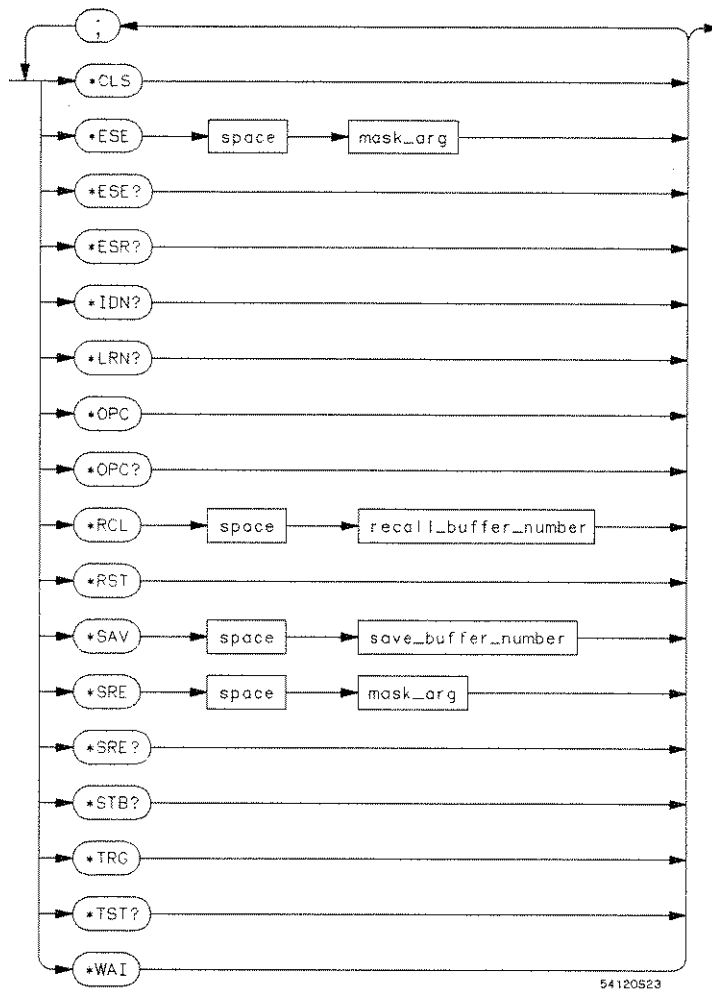 ;
*CLS
*ESE space mask_arg
*ESE?
*ESR?
*IDN?
*LRN?
*OPC
*OPC?
*RCL space recall_buffer_number
*RST
*SAV space save_buffer_number
*SRE space mask_arg
*SRE?
*STB?
*TRG
*TST?
*WAI
54120S23